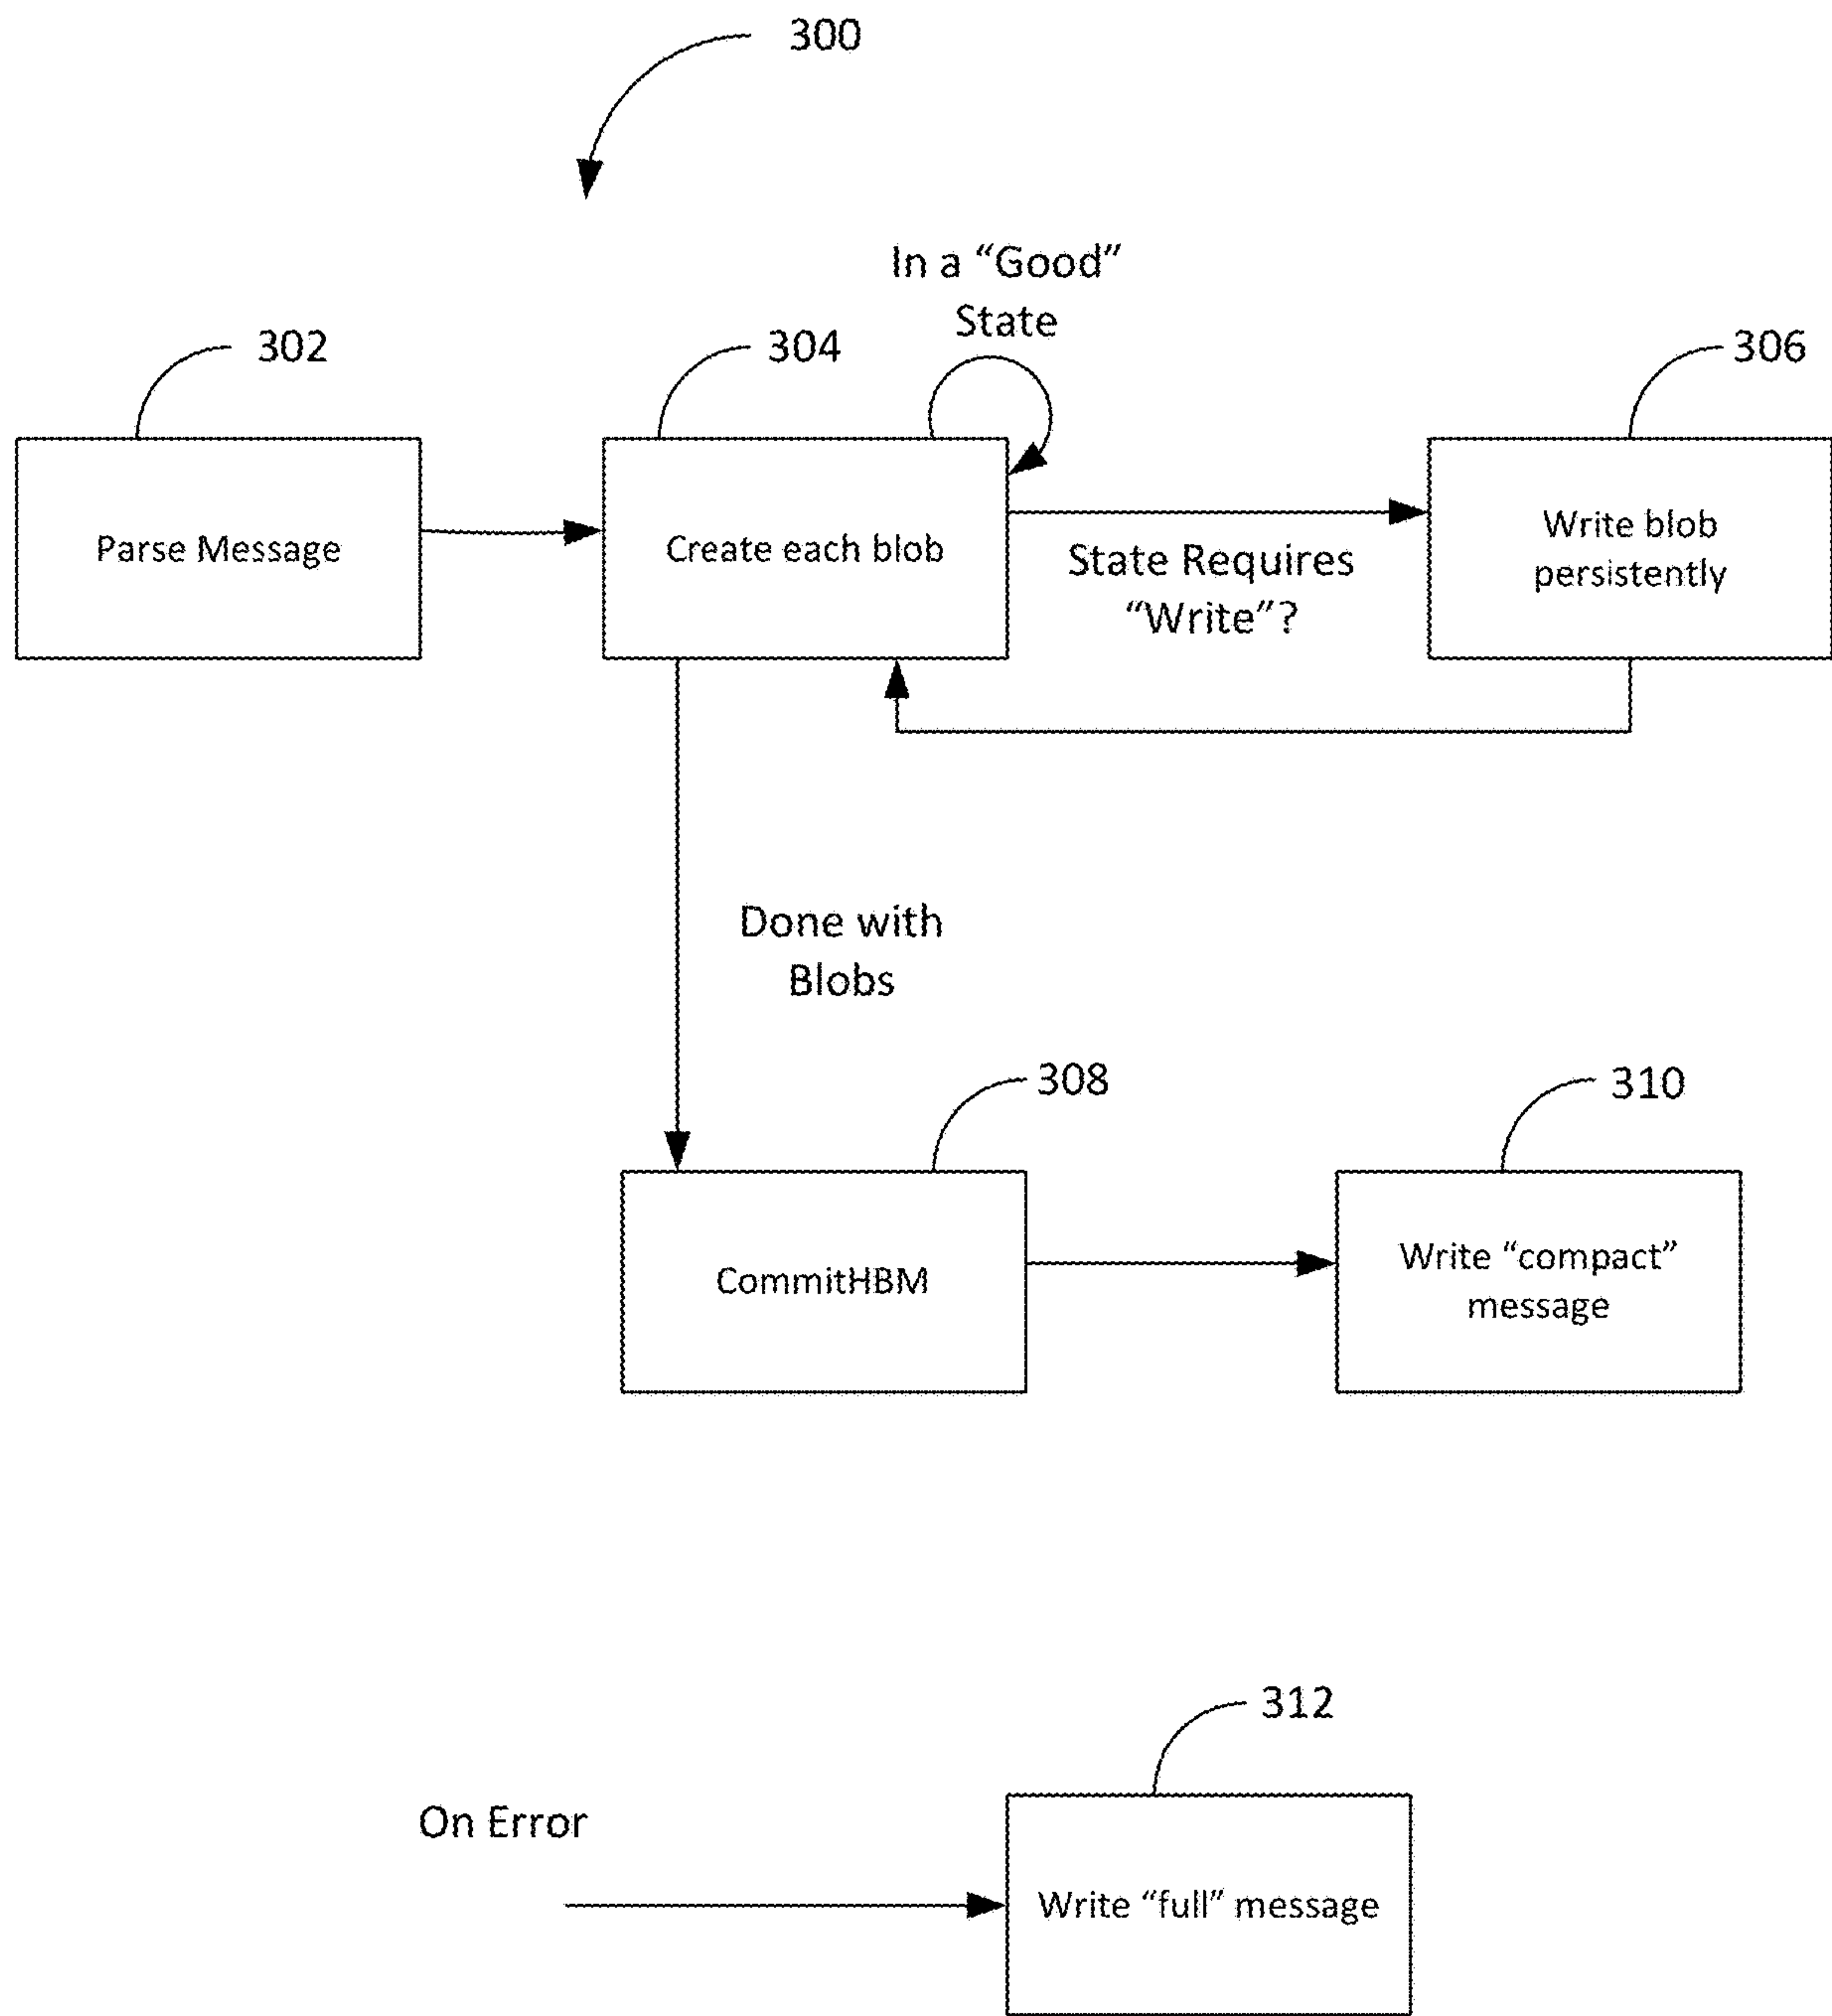 300
In a “Good”
State
302
304
306
Parse Message
Create each blob
State Requires
“Write”?
Write blob
persistently
Done with
Blobs
308
310
CommitHBM
Write “compact”
message
312
On Error
Write “full” message